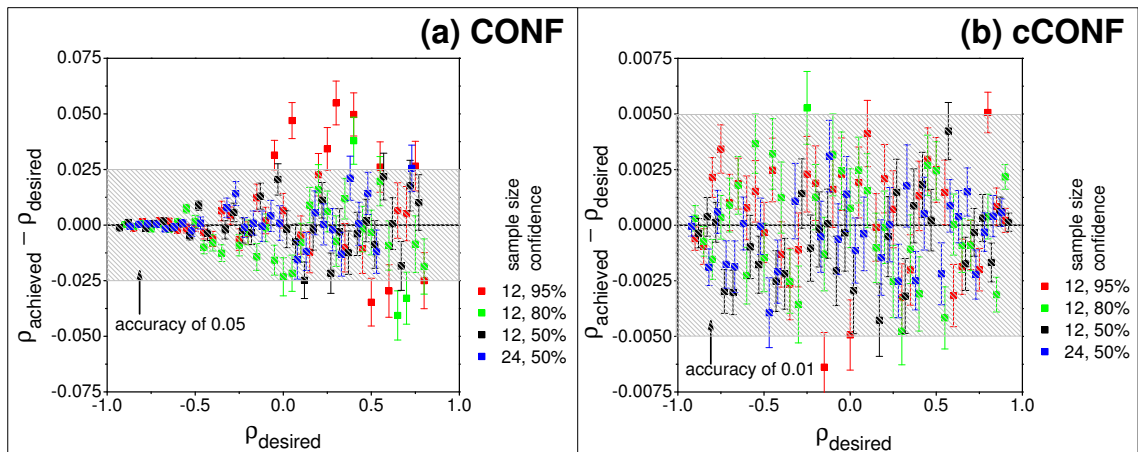 (a) CONF
0.075
0.050
0.025
0.000
-0.025
-0.050
-0.075
ρachieved − ρdesired
accuracy of 0.05
-1.0 -0.5 0.0 0.5 1.0
ρdesired
sample size
confidence
12, 95%
12, 80%
12, 50%
24, 50%
(b) cCONF
0.0075
0.0050
0.0025
0.0000
-0.0025
-0.0050
-0.0075
ρachieved − ρdesired
accuracy of 0.01
-1.0 -0.5 0.0 0.5 1.0
ρdesired
sample size
confidence
12, 95%
12, 80%
12, 50%
24, 50%